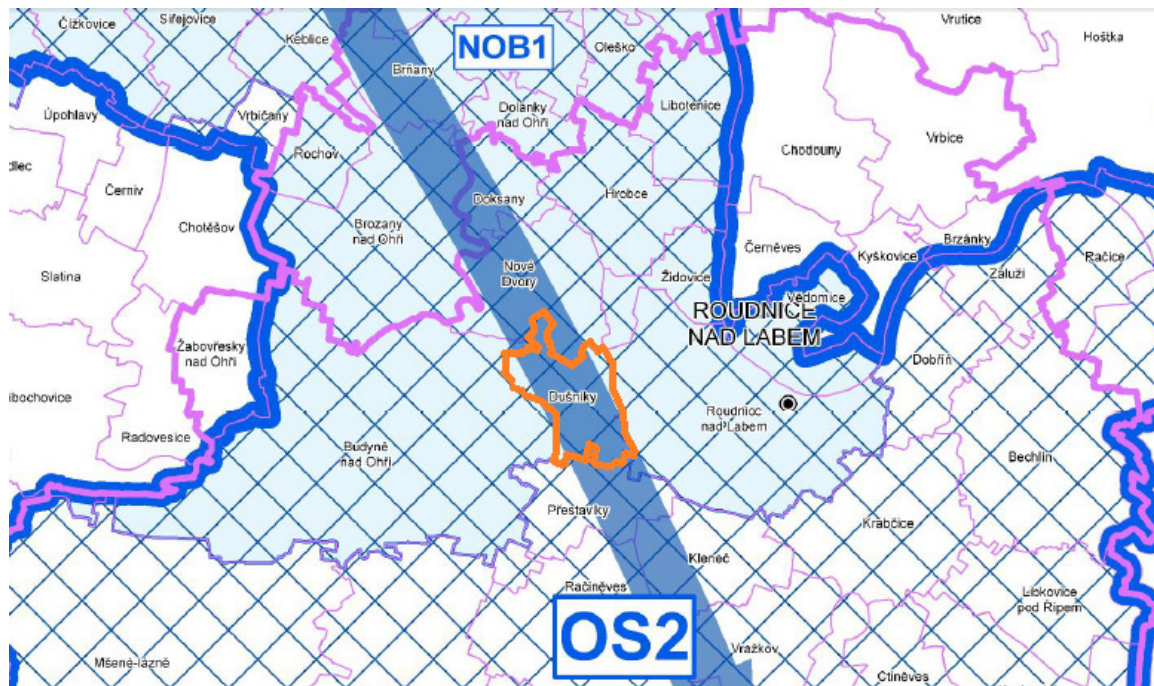 Čížkovice
Siřejovice
Keblice
Brňany
NOB1
Oleško
Vrutice
Hoštka
Úpohlavy
Vrbičany
Dolánky
nad Ohří
Libotenice
Rochov
Chodouny
Vrbice
dlec
Černiv
Chotěšov
Brozany
nad Ohří
Doksany
Hrobce
Slatina
Nové
Dvory
Židovice
Černěves
Kyškovice
Brzánky
Záluží
Račice
Vědomice
ROUDNICE
NAD LABEM
Žabovřesky
nad Ohří
Dobříň
ibochovice
Dušníky
Roudnice
nad Labem
Radovesice
Budyně
nad Ohří
Bechlín
Přestavlky
Krabčice
Kleneč
Račiněves
Libkovice
pod Řípem
OS2
Vražkov
Mšené-lázně
Ctiněves